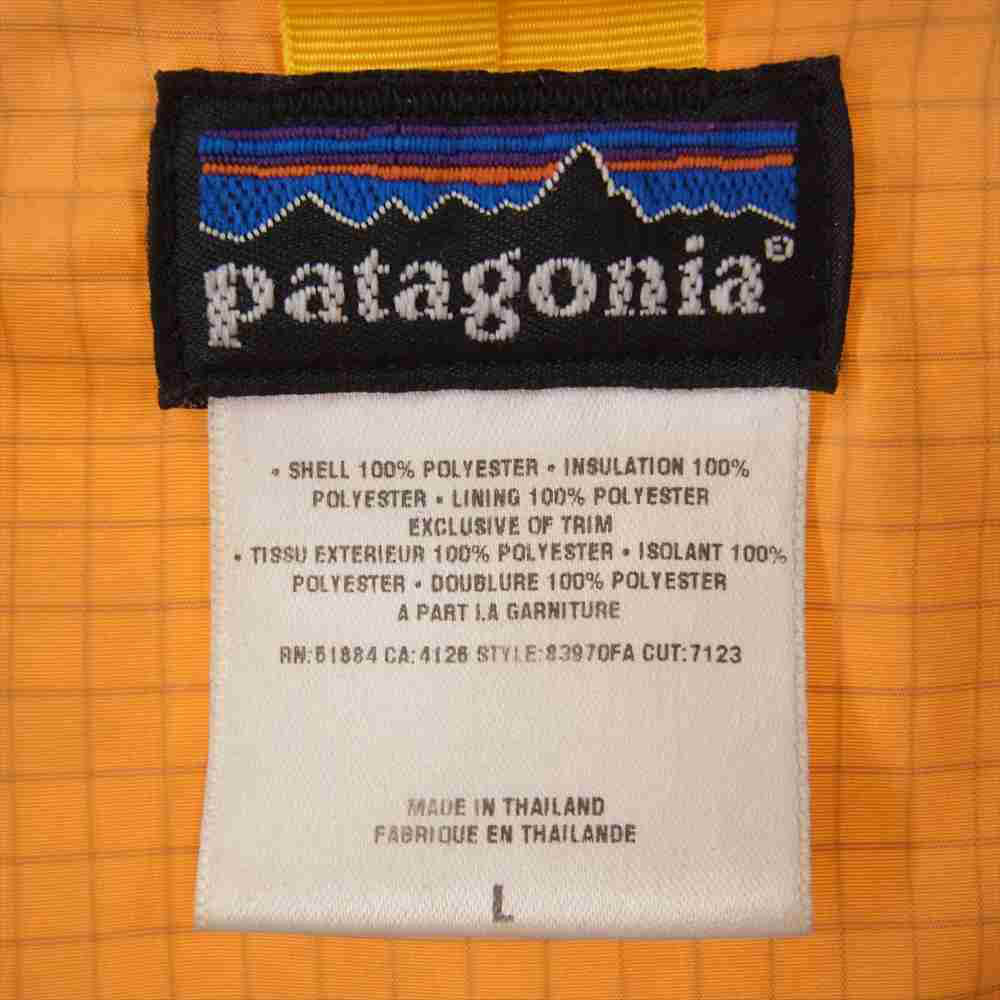 patagonia®
• SHELL 100% POLYESTER • INSULATION 100%
POLYESTER • LINING 100% POLYESTER
EXCLUSIVE OF TRIM
• TISSU EXTERIEUR 100% POLYESTER • ISOLANT 100%
POLYESTER • DOUBLURE 100% POLYESTER
A PART LA GARNITURE
RN:51884 CA:4126 STYLE:83970FA CUT:7123
MADE IN THAILAND
FABRIQUE EN THAILANDE
L